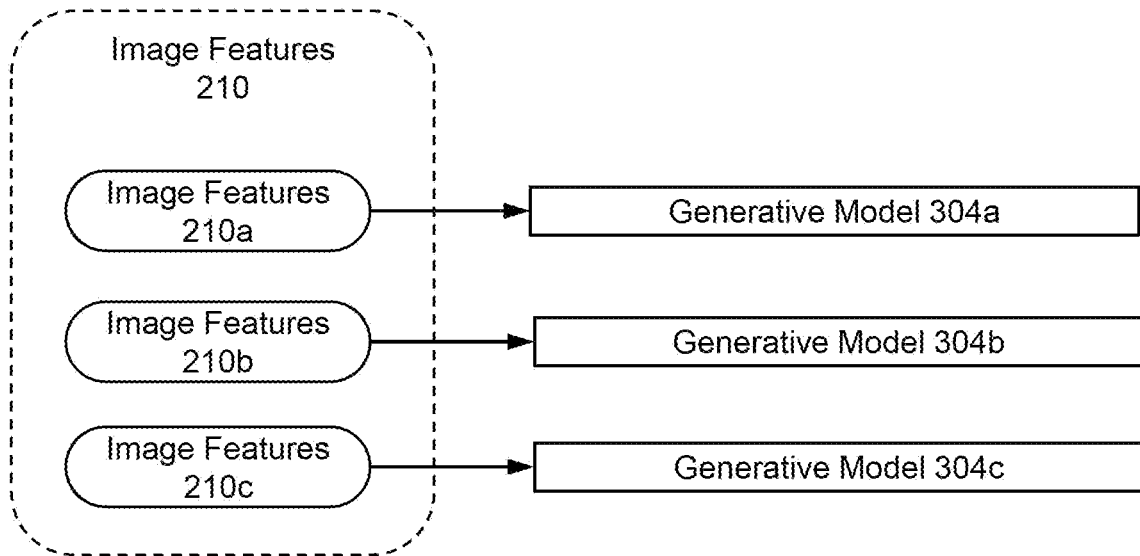 Image Features
210
Image Features
210a
Generative Model 304a
Image Features
210b
Generative Model 304b
Image Features
210c
Generative Model 304c